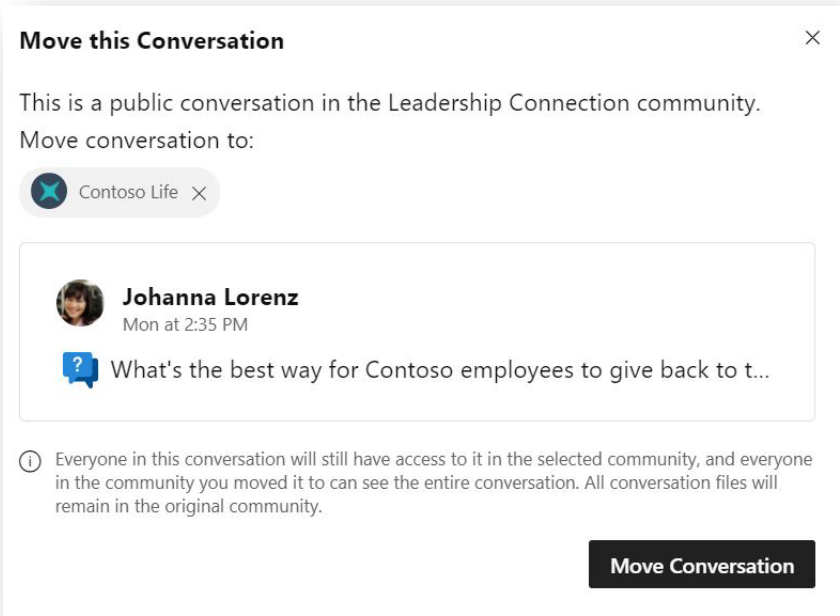 Move this Conversation
This is a public conversation in the Leadership Connection community.
Move conversation to:
Contoso Life
Johanna Lorenz
Mon at 2:35 PM
?
What's the best way for Contoso employees to give back to t...
Everyone in this conversation will still have access to it in the selected community, and everyone
in the community you moved it to can see the entire conversation. All conversation files will
remain in the original community.
Move Conversation